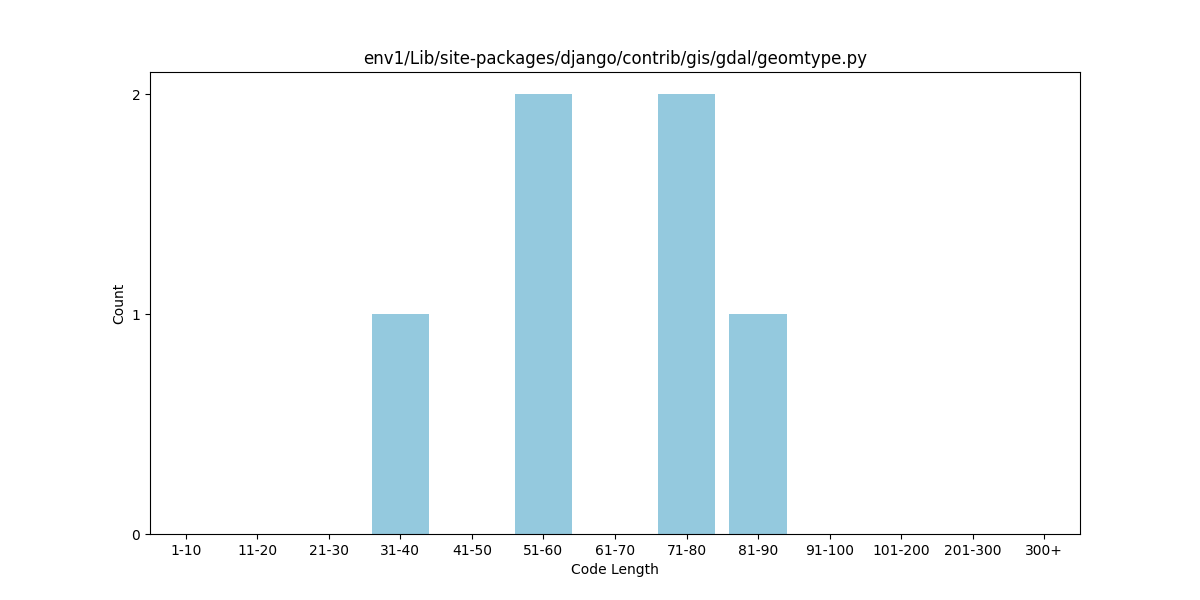 env1/Lib/site-packages/django/contrib/gis/gdal/geomtype.py
2
1
0
Count
1-10 11-20 21-30 31-40 41-50 51-60 61-70 71-80 81-90 91-100 101-200 201-300 300+
Code Length